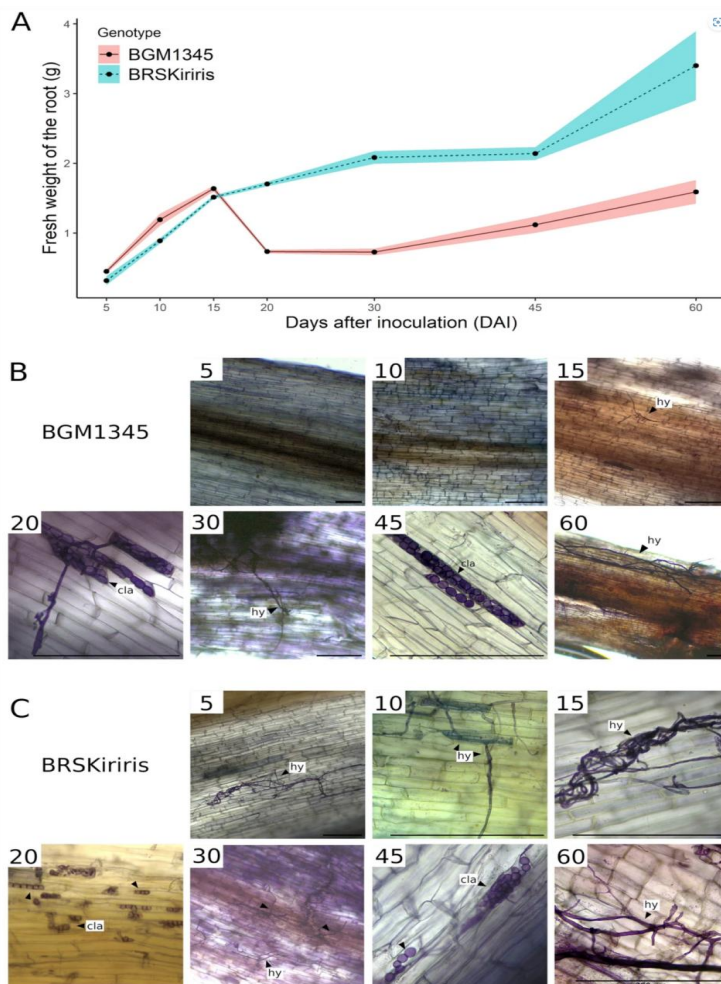 A
Genotype
BGM1345
BRSKiriris
Fresh weight of the root (g)
4
3
2
1
5 10 15 20 30 45 60
Days after inoculation (DAI)
B
BGM1345
5 10 15
hy
20 30 45 60
cla hy cla hy
C
BRSKiriris
5 10 15
hy hy hy
20 30 45 60
cla hy cla hy